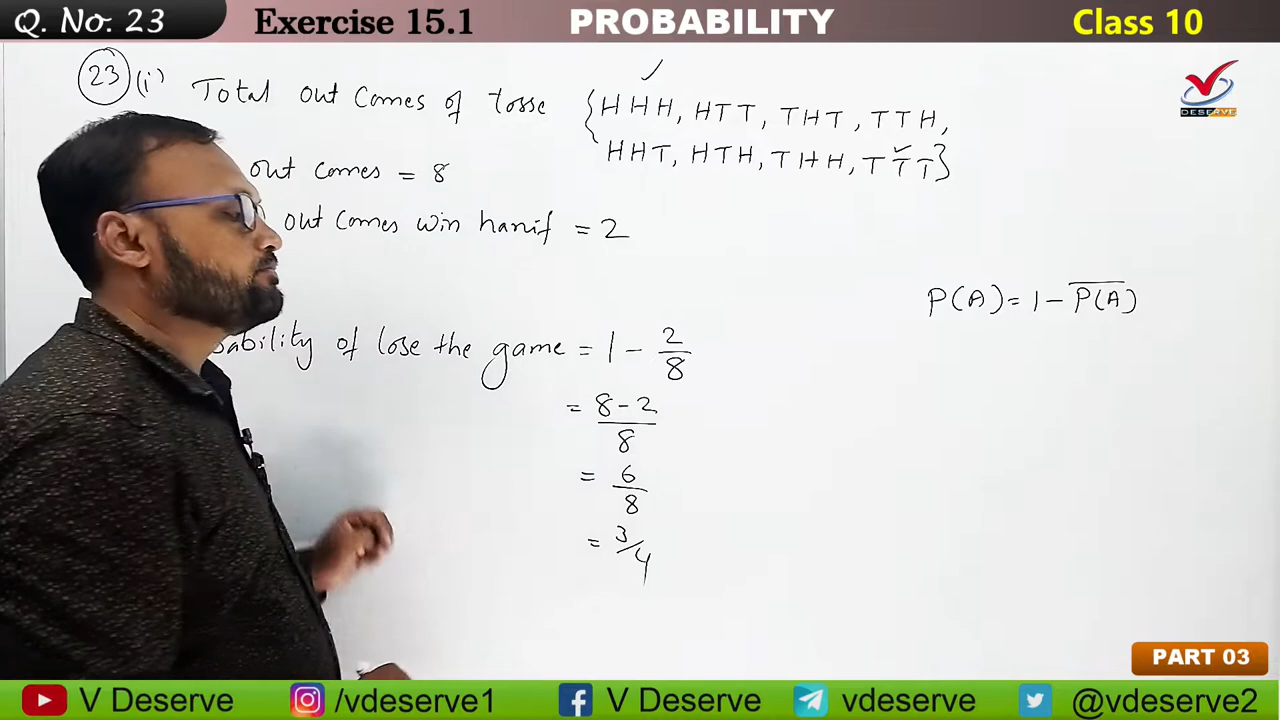 Q. No. 23 Exercise 15.1 PROBABILITY Class 10
23 (i) Total out comes of tosse {HHH, HTT, THT, TTH,
HHT, HTH, THH, TTT}
DESERVE
out comes = 8
out comes win hanif = 2
P(A) = 1 - P(A)
bability of lose the game = 1 - 2/8
= 8-2/8
= 6/8
= 3/4
PART 03
V Deserve /vdeserve1 V Deserve vdeserve @vdeserve2